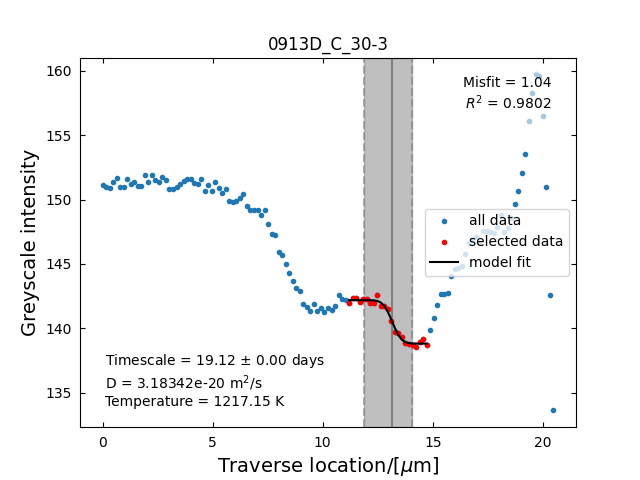 0913D_C_30-3
160
155
150
145
140
135
Greyscale intensity
Misfit = 1.04
R² = 0.9802
all data
selected data
model fit
Timescale = 19.12 ± 0.00 days
D = 3.18342e-20 m²/s
Temperature = 1217.15 K
0 5 10 15 20
Traverse location/[μm]